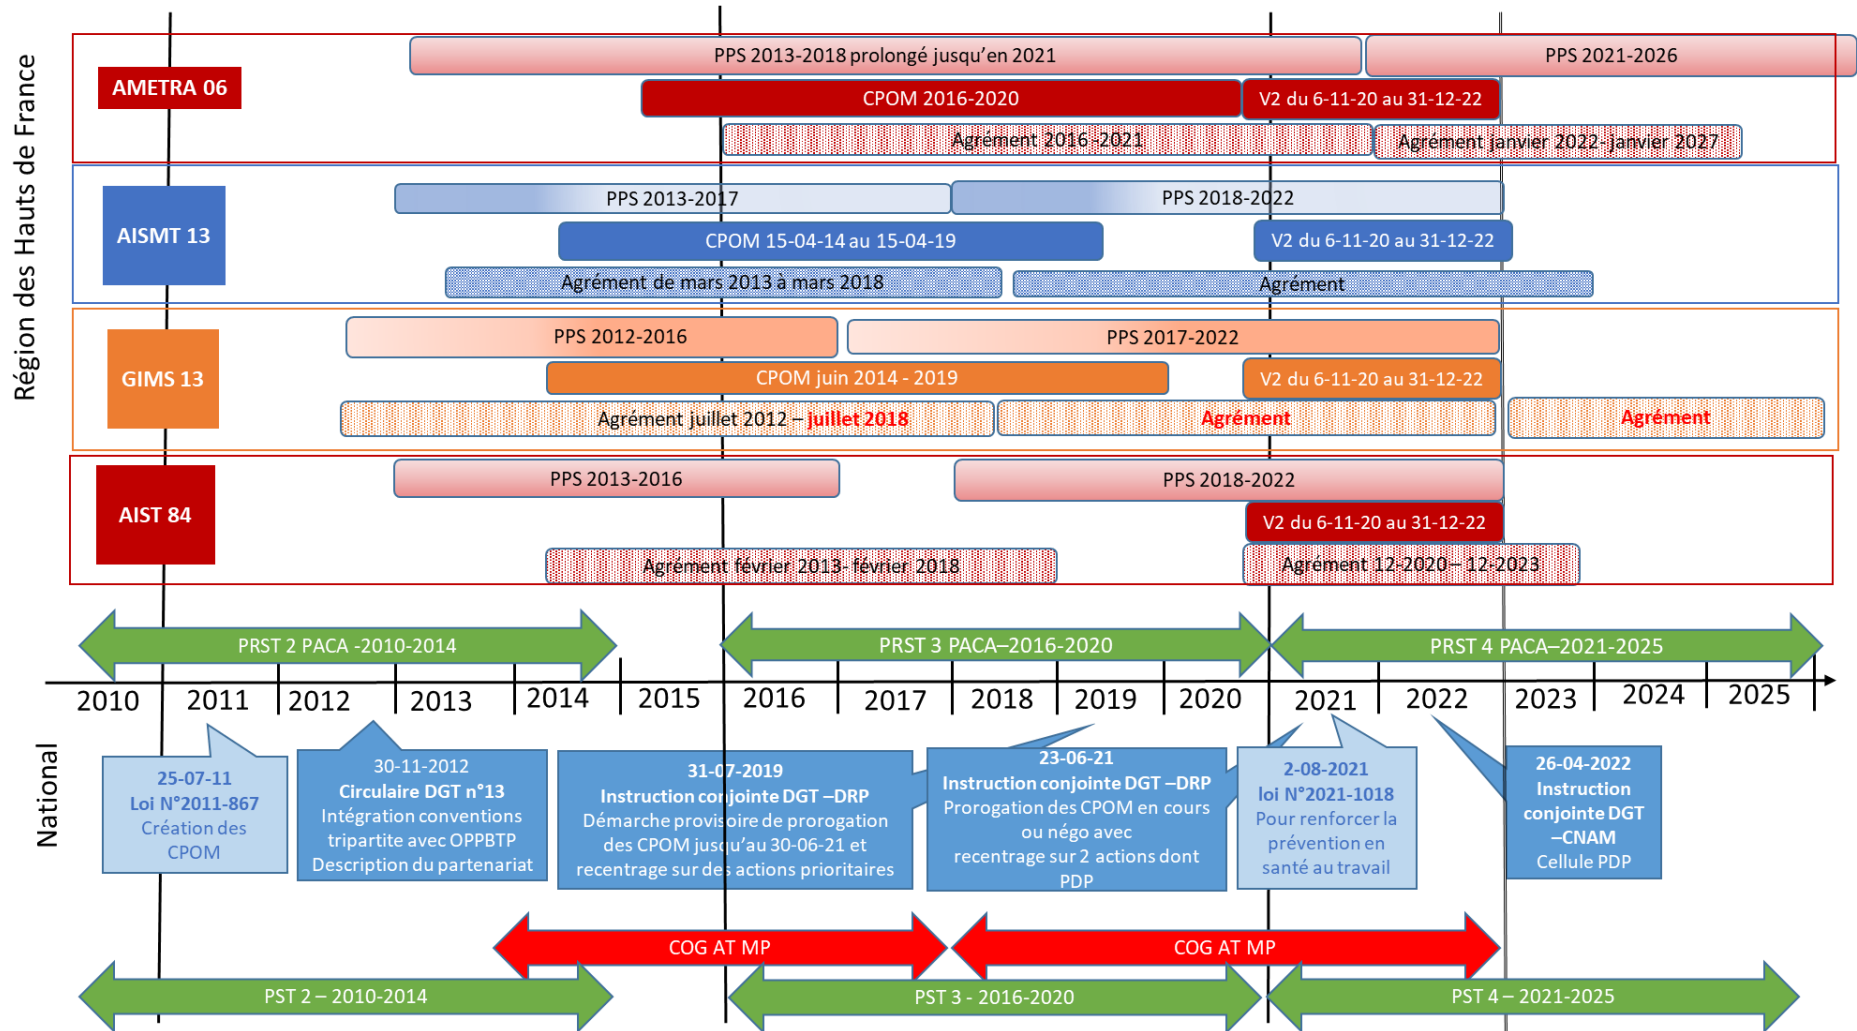 Région des Hauts de France
AMETRA 06
PPS 2013-2018 prolongé jusqu'en 2021
PPS 2021-2026
CPOM 2016-2020
V2 du 6-11-20 au 31-12-22
Agrément 2016 -2021
Agrément janvier 2022- janvier 2027
AISMT 13
PPS 2013-2017
PPS 2018-2022
CPOM 15-04-14 au 15-04-19
V2 du 6-11-20 au 31-12-22
Agrément de mars 2013 à mars 2018
Agrément
GIMS 13
PPS 2012-2016
PPS 2017-2022
CPOM juin 2014 - 2019
V2 du 6-11-20 au 31-12-22
Agrément juillet 2012 – juillet 2018
Agrément
Agrément
AIST 84
PPS 2013-2016
PPS 2018-2022
V2 du 6-11-20 au 31-12-22
Agrément février 2013- février 2018
Agrément 12-2020 – 12-2023
PRST 2 PACA -2010-2014
PRST 3 PACA–2016-2020
PRST 4 PACA–2021-2025
2010
2011
2012
2013
2014
2015
2016
2017
2018
2019
2020
2021
2022
2023
2024
2025
National
25-07-11
Loi N°2011-867
Création des
CPOM
30-11-2012
Circulaire DGT n°13
Intégration conventions
tripartite avec OPPBTP
Description du partenariat
31-07-2019
Instruction conjointe DGT –DRP
Démarche provisoire de prorogation
des CPOM jusqu'au 30-06-21 et
recentrage sur des actions prioritaires
23-06-21
Instruction conjointe DGT –DRP
Prorogation des CPOM en cours
ou négo avec
recentrage sur 2 actions dont
PDP
2-08-2021
loi N°2021-1018
Pour renforcer la
prévention en
santé au travail
26-04-2022
Instruction
conjointe DGT
–CNAM
Cellule PDP
COG AT MP
COG AT MP
PST 2 – 2010-2014
PST 3 - 2016-2020
PST 4 – 2021-2025